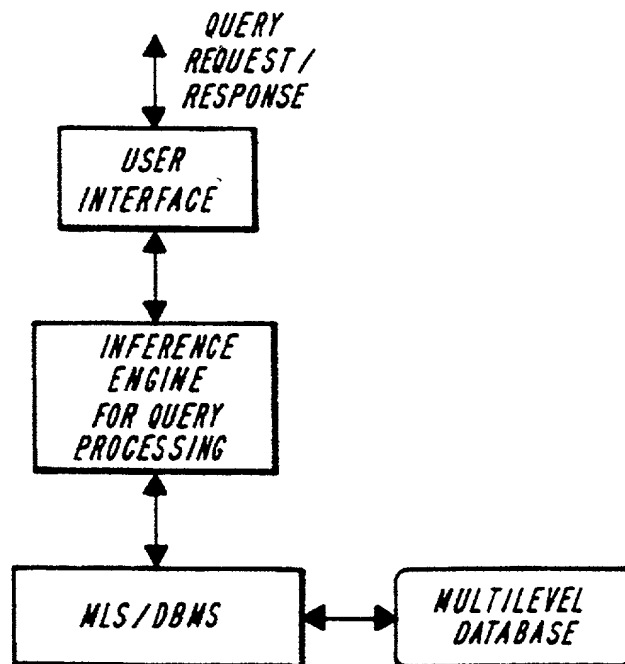 QUERY
REQUEST/
RESPONSE
USER
INTERFACE
INFERENCE
ENGINE
FOR QUERY
PROCESSING
MLS/DBMS
MULTILEVEL
DATABASE